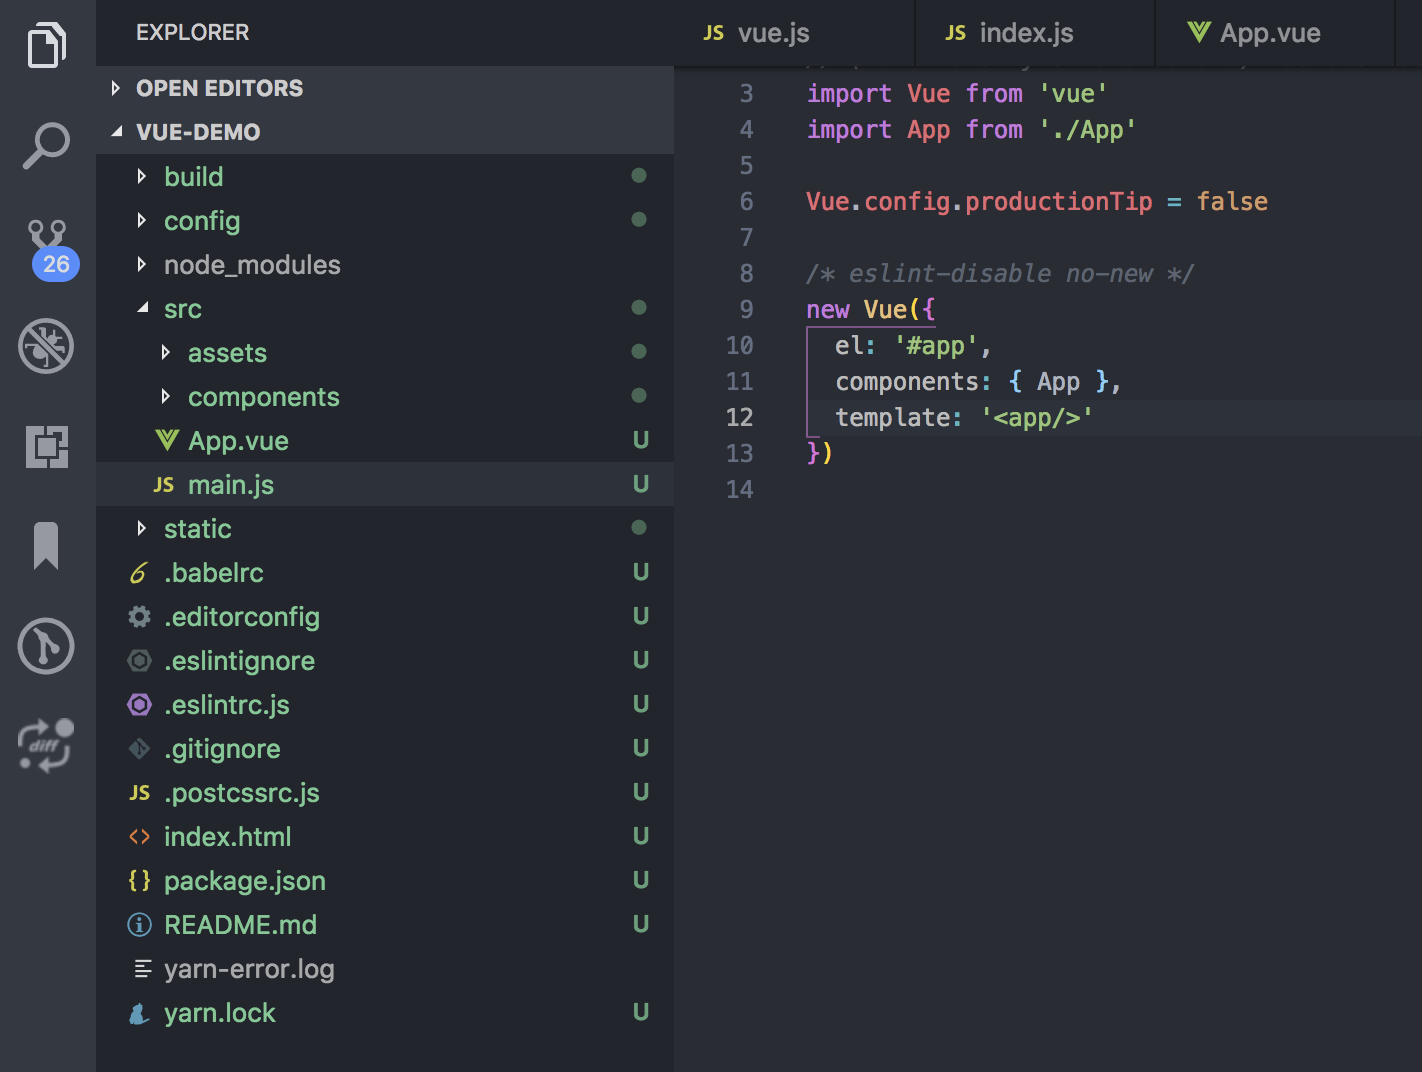 EXPLORER
OPEN EDITORS
VUE-DEMO
build
config
node_modules
src
assets
components
App.vue U
JS main.js U
static
.babelrc U
.editorconfig U
.eslintignore U
.eslintrc.js U
.gitignore U
JS .postcssrc.js U
<> index.html U
{} package.json U
README.md U
yarn-error.log
yarn.lock U
26
diff
JS vue.js
JS index.js
App.vue
3 import Vue from 'vue'
4 import App from './App'
5
6 Vue.config.productionTip = false
7
8 /* eslint-disable no-new */
9 new Vue({
10 el: '#app',
11 components: { App },
12 template: '<app/>'
13 })
14